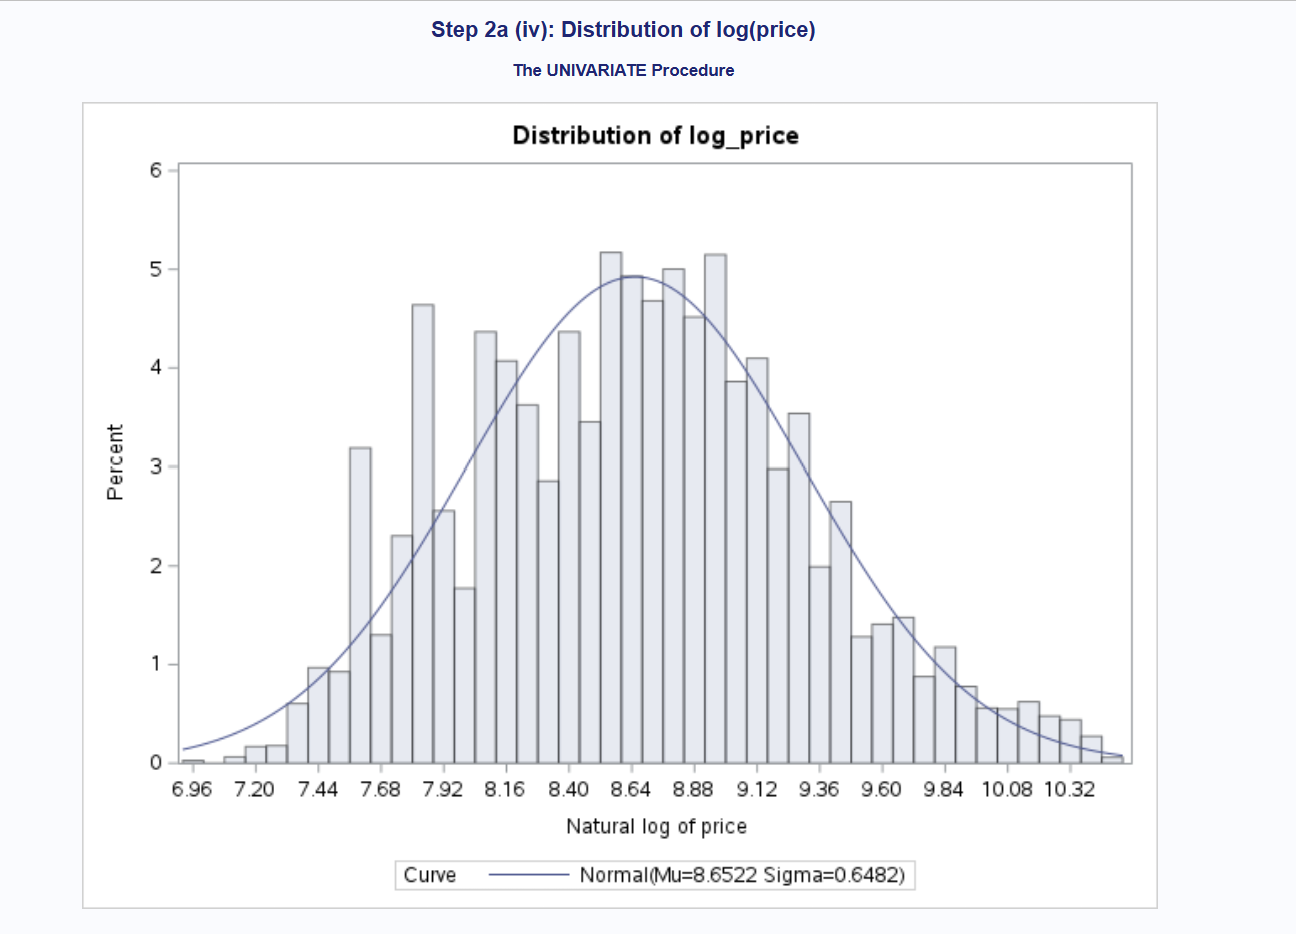 Step 2a (iv): Distribution of log(price)
The UNIVARIATE Procedure
Distribution of log_price
6
5
4
3
2
1
0
Percent
6.96 7.20 7.44 7.68 7.92 8.16 8.40 8.64 8.88 9.12 9.36 9.60 9.84 10.08 10.32
Natural log of price
Curve Normal(Mu=8.6522 Sigma=0.6482)